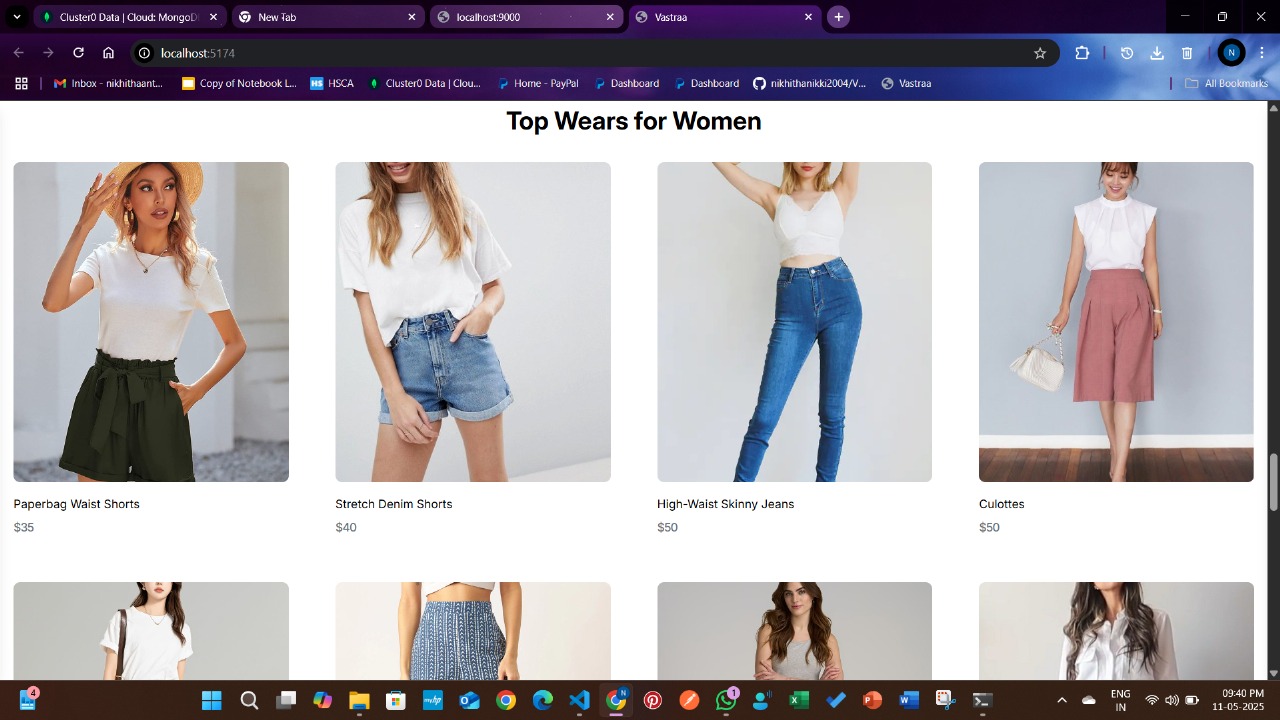 Cluster0 Data | Cloud: MongoD
New Tab
localhost:9000
Vastraa
localhost:5174
N
Inbox - nikhithaant...
Copy of Notebook L...
HS HSCA
Cluster0 Data | Clou...
Home - PayPal
Dashboard
Dashboard
nikhithanikki2004/V...
Vastraa
All Bookmarks
Top Wears for Women
Paperbag Waist Shorts
$35
Stretch Denim Shorts
$40
High-Waist Skinny Jeans
$50
Culottes
$50
4
myhp
N
1
X
P
W
ENG
IN
09:40 PM
11-05-2025